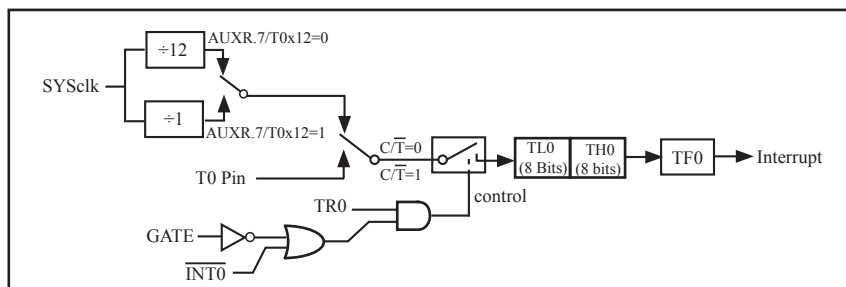 ÷12
AUXR.7/T0x12=0
SYSclk
÷1
AUXR.7/T0x12=1
C/T̅=0
C/T̅=1
T0 Pin
TL0
(8 Bits)
TH0
(8 bits)
TF0
Interrupt
control
TR0
GATE
I̅N̅T̅0̅